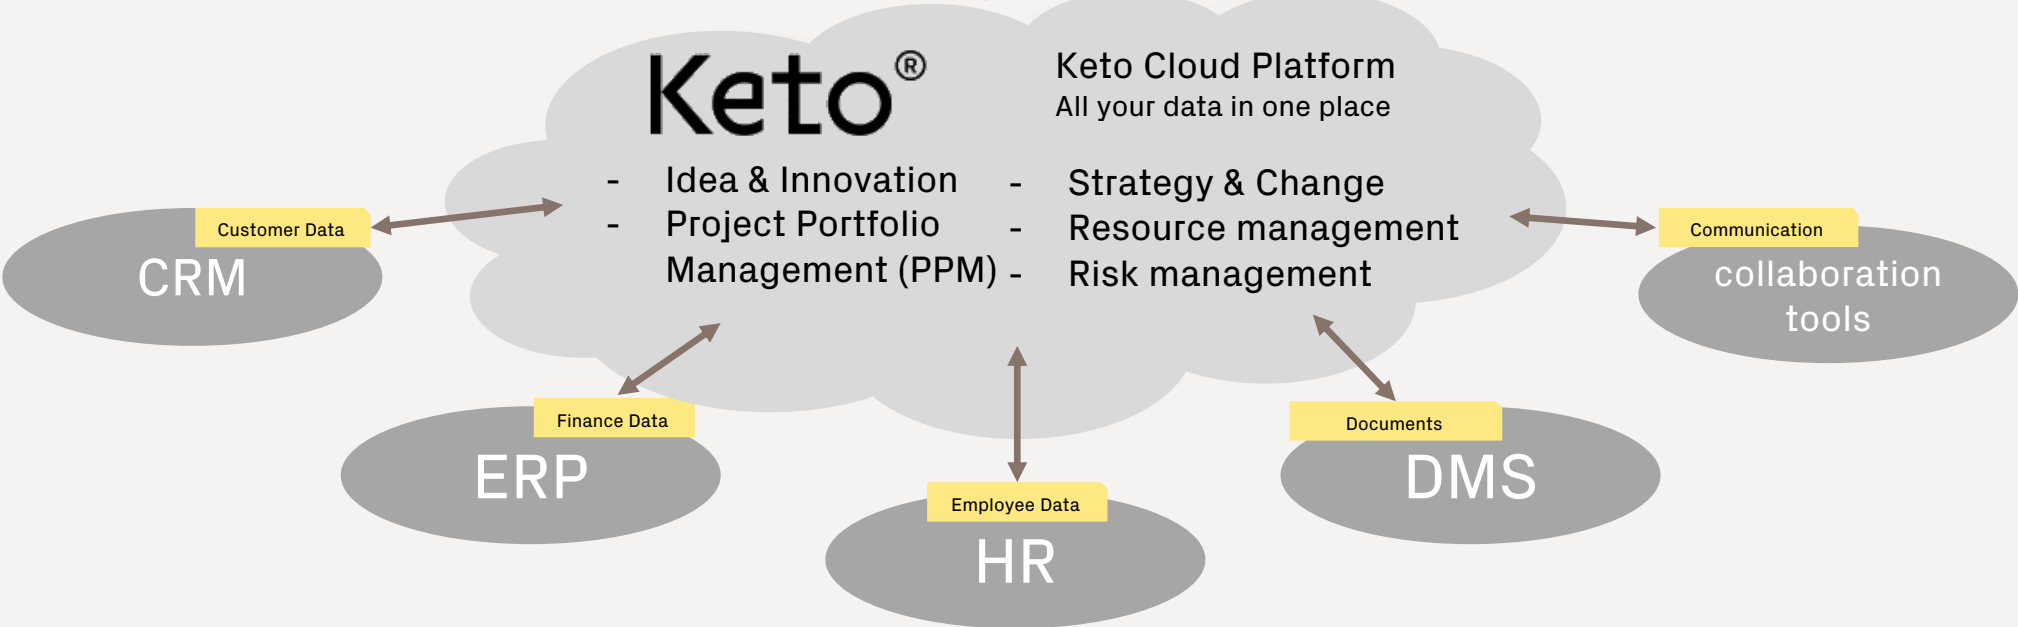 Keto®
Keto Cloud Platform
All your data in one place
- Idea & Innovation
- Project Portfolio
Management (PPM)
- Strategy & Change
- Resource management
- Risk management
Customer Data
CRM
Finance Data
ERP
Employee Data
HR
Documents
DMS
Communication
collaboration
tools